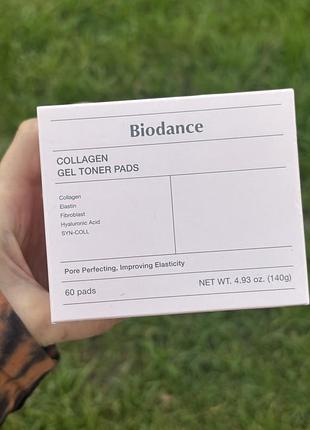 Biodance
COLLAGEN
GEL TONER PADS
Collagen
Elastin
Fibroblast
Hyaluronic Acid
SYN-COLL
Pore Perfecting, Improving Elasticity
60 pads
NET WT. 4.93 oz. (140g)